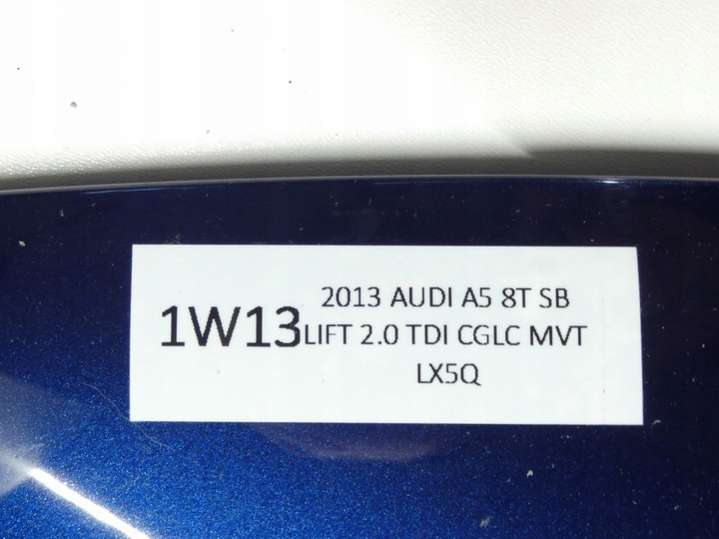 1W13
2013 AUDI A5 8T SB
LIFT 2.0 TDI CGLC MVT
LX5Q